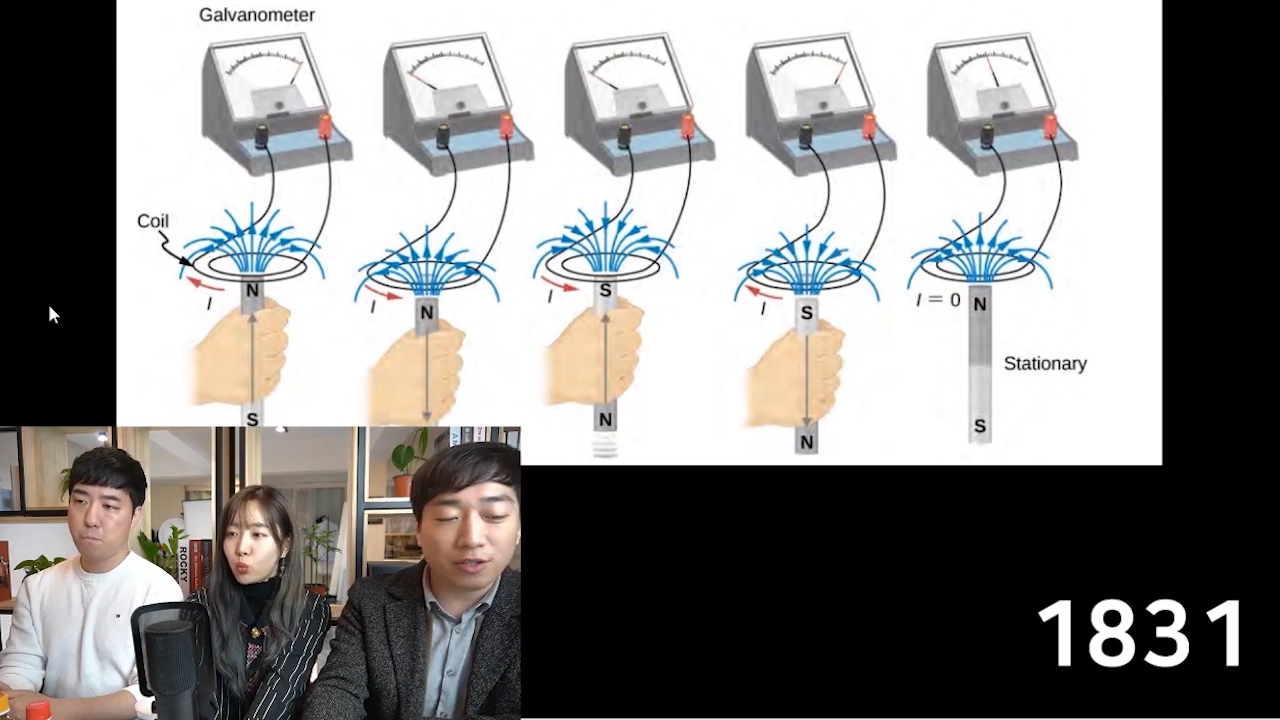 Galvanometer
Coil
I
N
S
I
N
I
S
N
I
S
N
I = 0
N
Stationary
S
ROCKY
1831